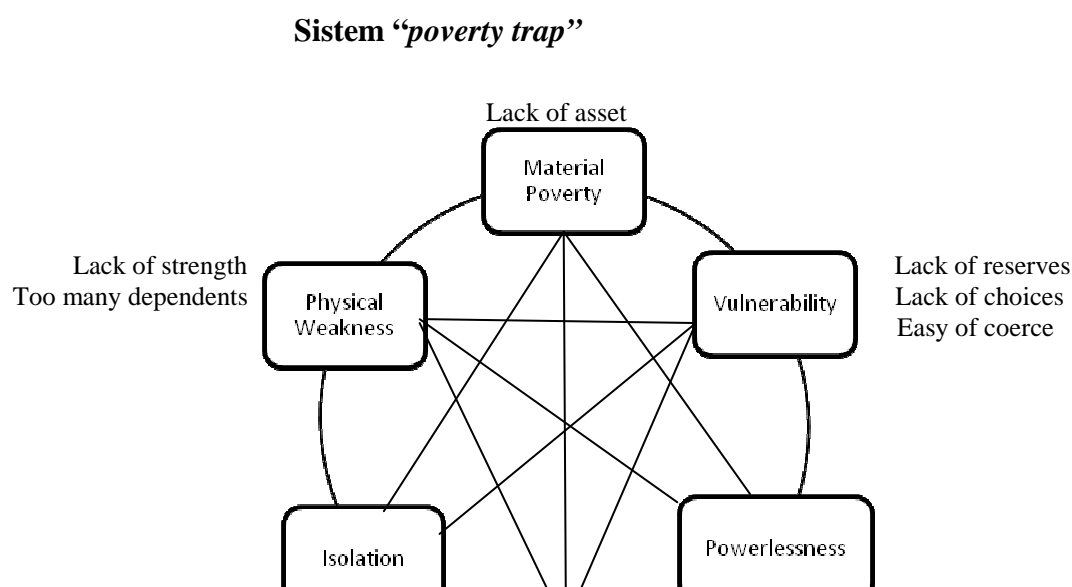 Sistem “poverty trap”
Lack of asset
Material
Poverty
Lack of strength
Too many dependents
Physical
Weakness
Vulnerability
Lack of reserves
Lack of choices
Easy of coerce
Isolation
Powerlessness